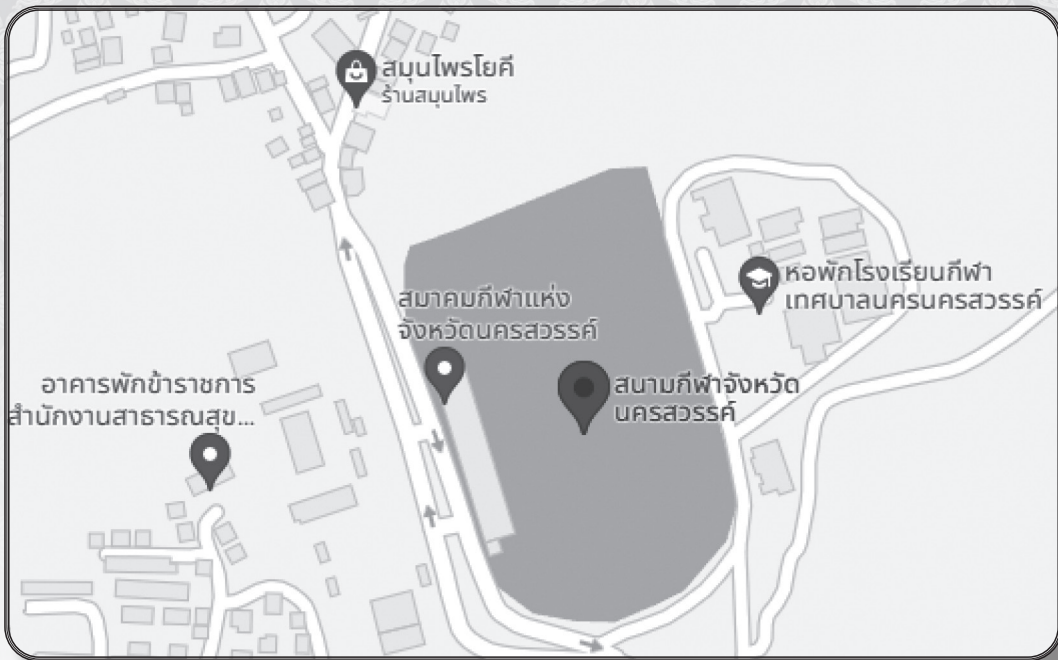 สมุนไพรโยคี
ร้านสมุนไพร
หอพักโรงเรียนกีฬา
เทศบาลนครนครสวรรค์
สมาคมกีฬาแห่ง
จังหวัดนครสวรรค์
สนามกีฬาจังหวัด
นครสวรรค์
อาคารพักข้าราชการ
สำนักงานสาธารณสุข...